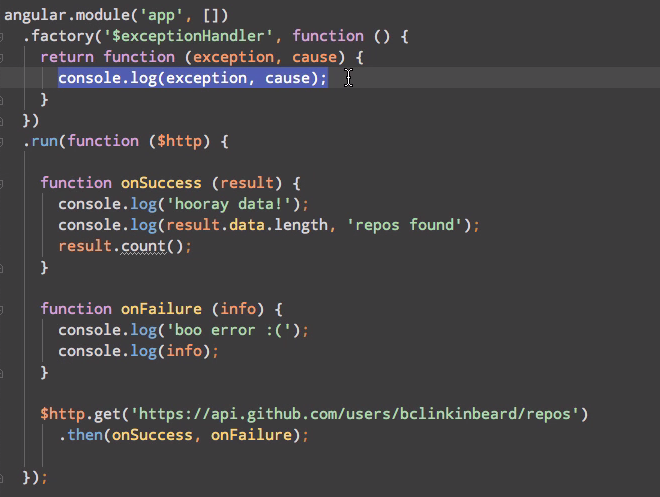 angular.module('app', [])
.factory('$exceptionHandler', function () {
return function (exception, cause) {
console.log(exception, cause);
}
})
.run(function ($http) {
function onSuccess (result) {
console.log('hooray data!');
console.log(result.data.length, 'repos found');
result.count();
}
function onFailure (info) {
console.log('boo error :(');
console.log(info);
}
$http.get('https://api.github.com/users/bclinkinbeard/repos')
.then(onSuccess, onFailure);
});